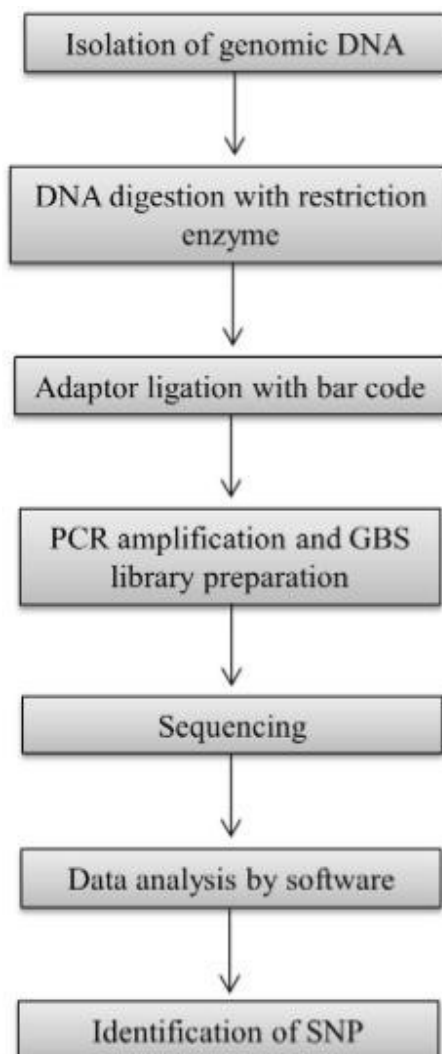 Isolation of genomic DNA
DNA digestion with restriction
enzyme
Adaptor ligation with bar code
PCR amplification and GBS
library preparation
Sequencing
Data analysis by software
Identification of SNP